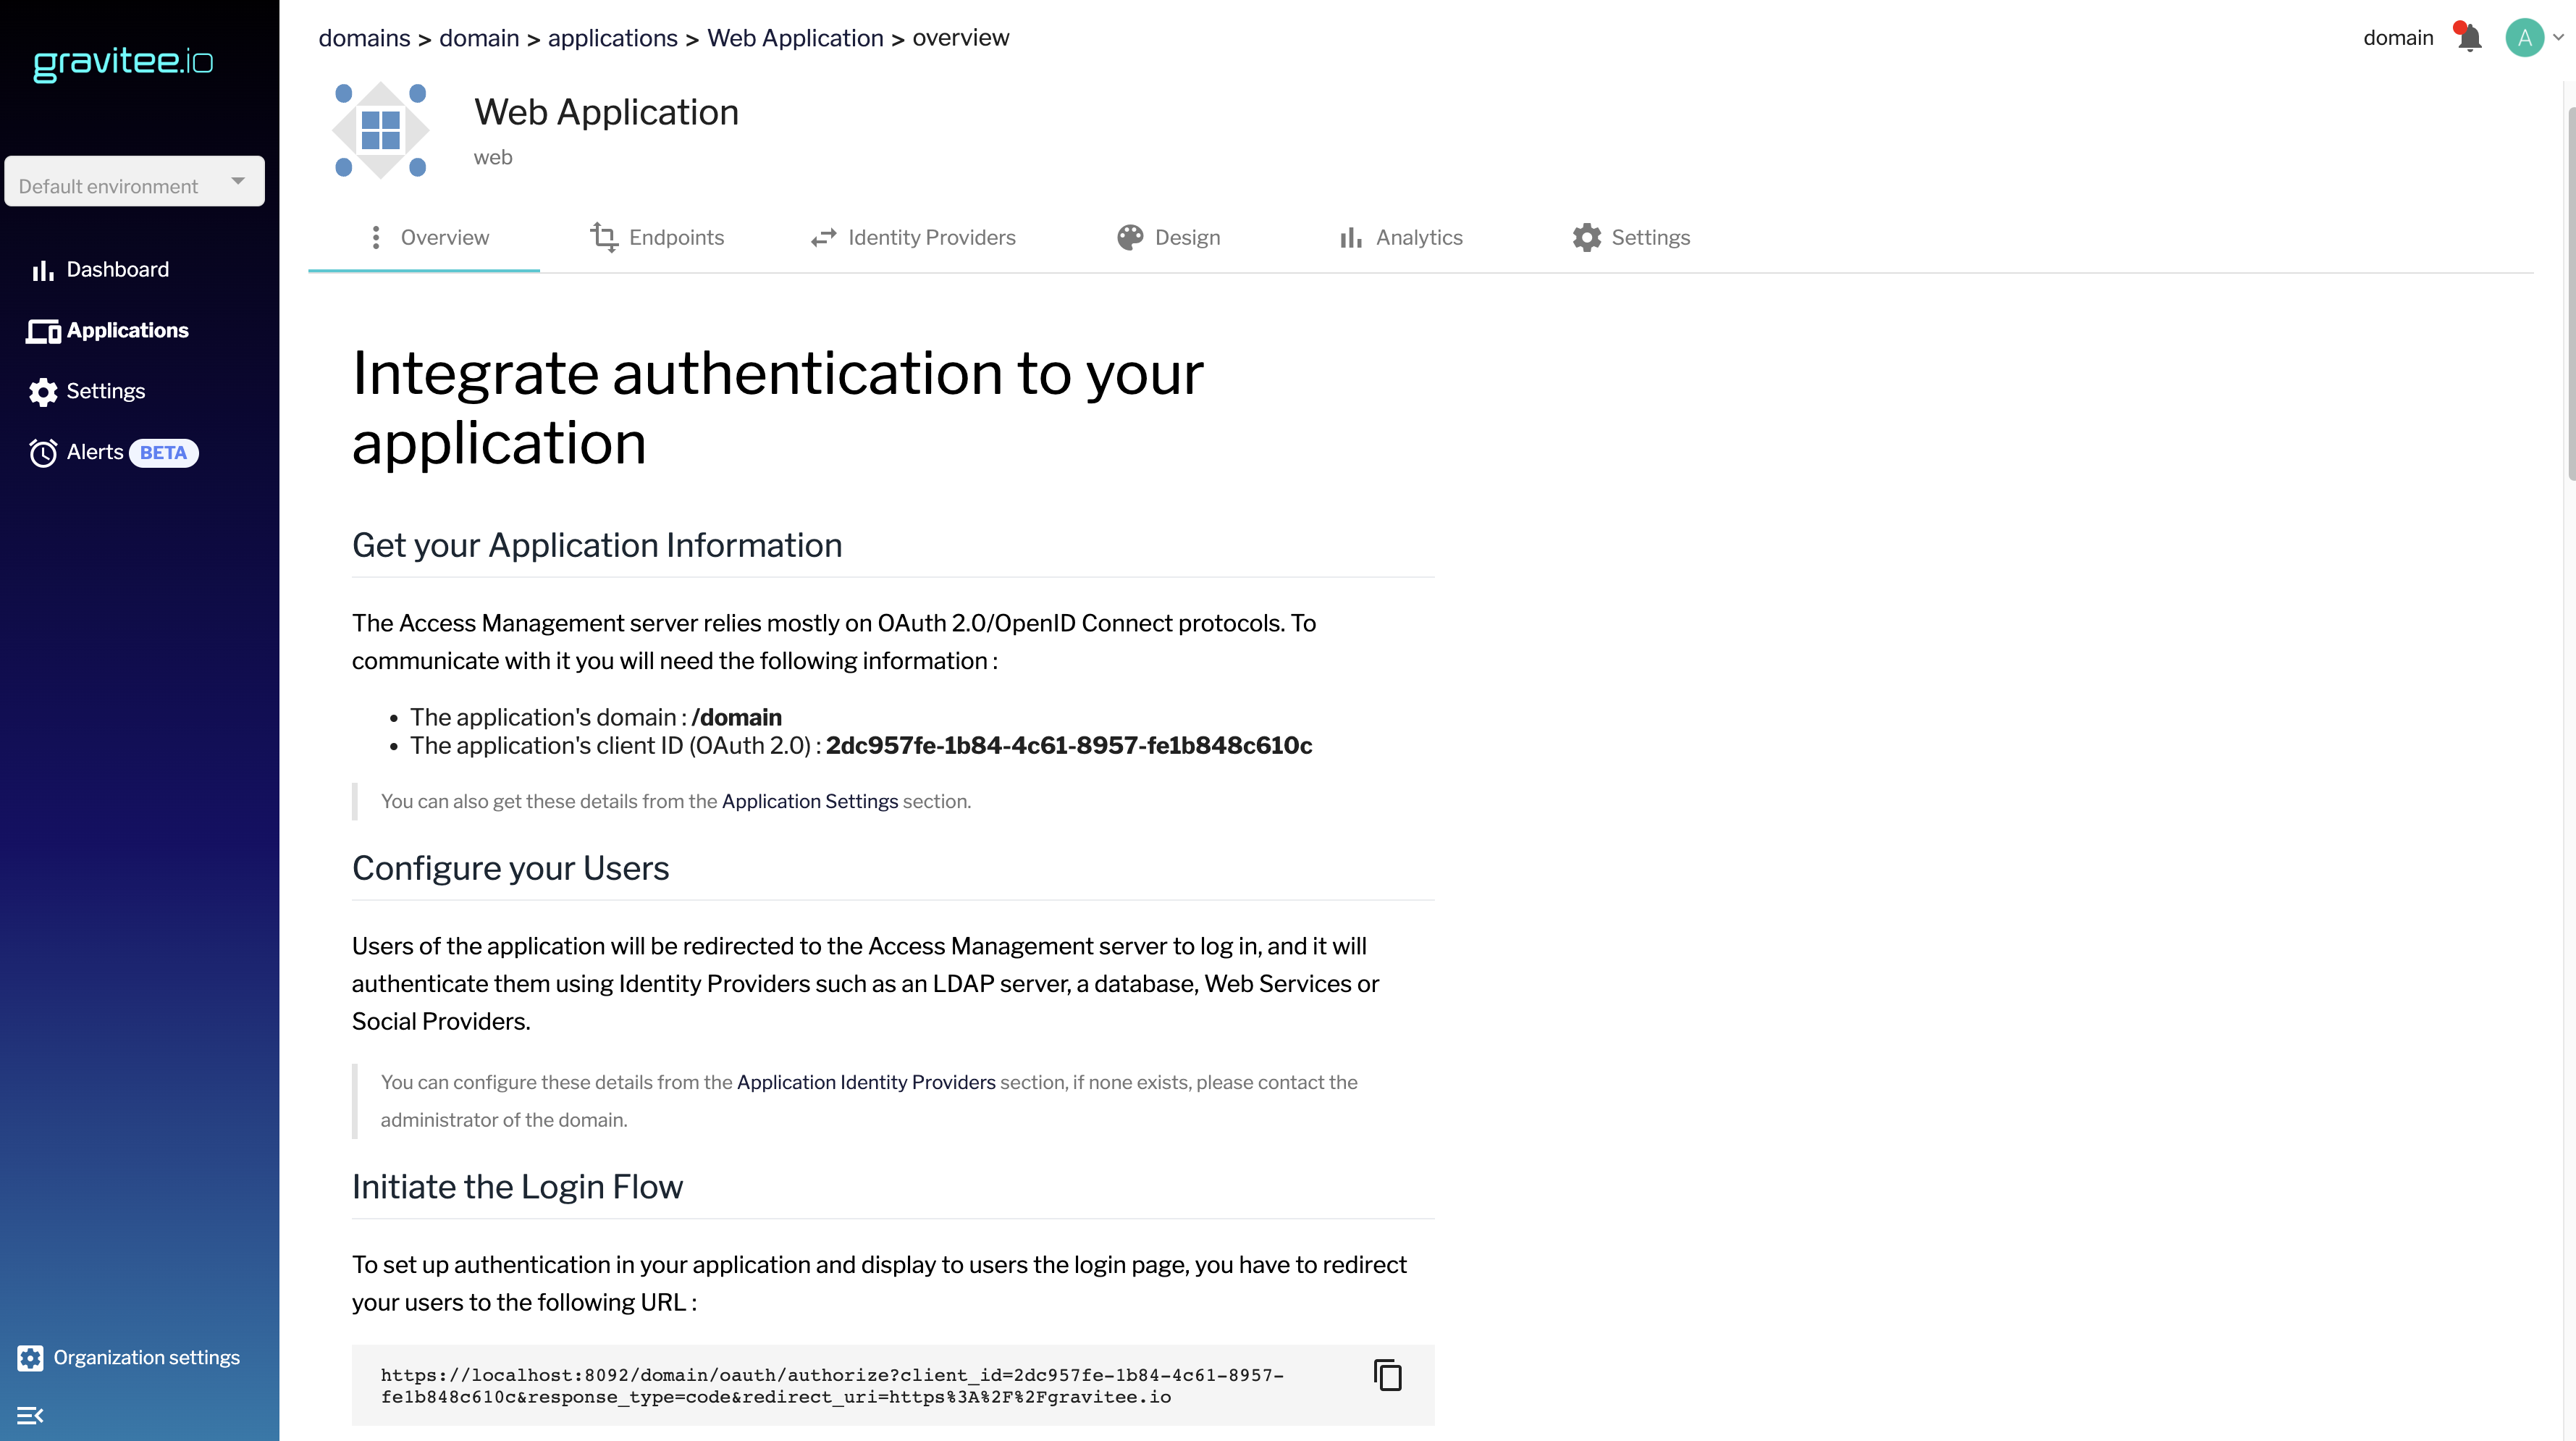 gravitee.io
Default environment
Dashboard
Applications
Settings
Alerts BETA
Organization settings
domains > domain > applications > Web Application > overview
domain
A
Web Application
web
Overview
Endpoints
Identity Providers
Design
Analytics
Settings
Integrate authentication to your
application
Get your Application Information
The Access Management server relies mostly on OAuth 2.0/OpenID Connect protocols. To
communicate with it you will need the following information :
• The application's domain : /domain
• The application's client ID (OAuth 2.0) : 2dc957fe-1b84-4c61-8957-fe1b848c610c
You can also get these details from the Application Settings section.
Configure your Users
Users of the application will be redirected to the Access Management server to log in, and it will
authenticate them using Identity Providers such as an LDAP server, a database, Web Services or
Social Providers.
You can configure these details from the Application Identity Providers section, if none exists, please contact the
administrator of the domain.
Initiate the Login Flow
To set up authentication in your application and display to users the login page, you have to redirect
your users to the following URL :
https://localhost:8092/domain/oauth/authorize?client_id=2dc957fe-1b84-4c61-8957-
fe1b848c610c&response_type=code&redirect_uri=https%3A%2F%2Fgravitee.io